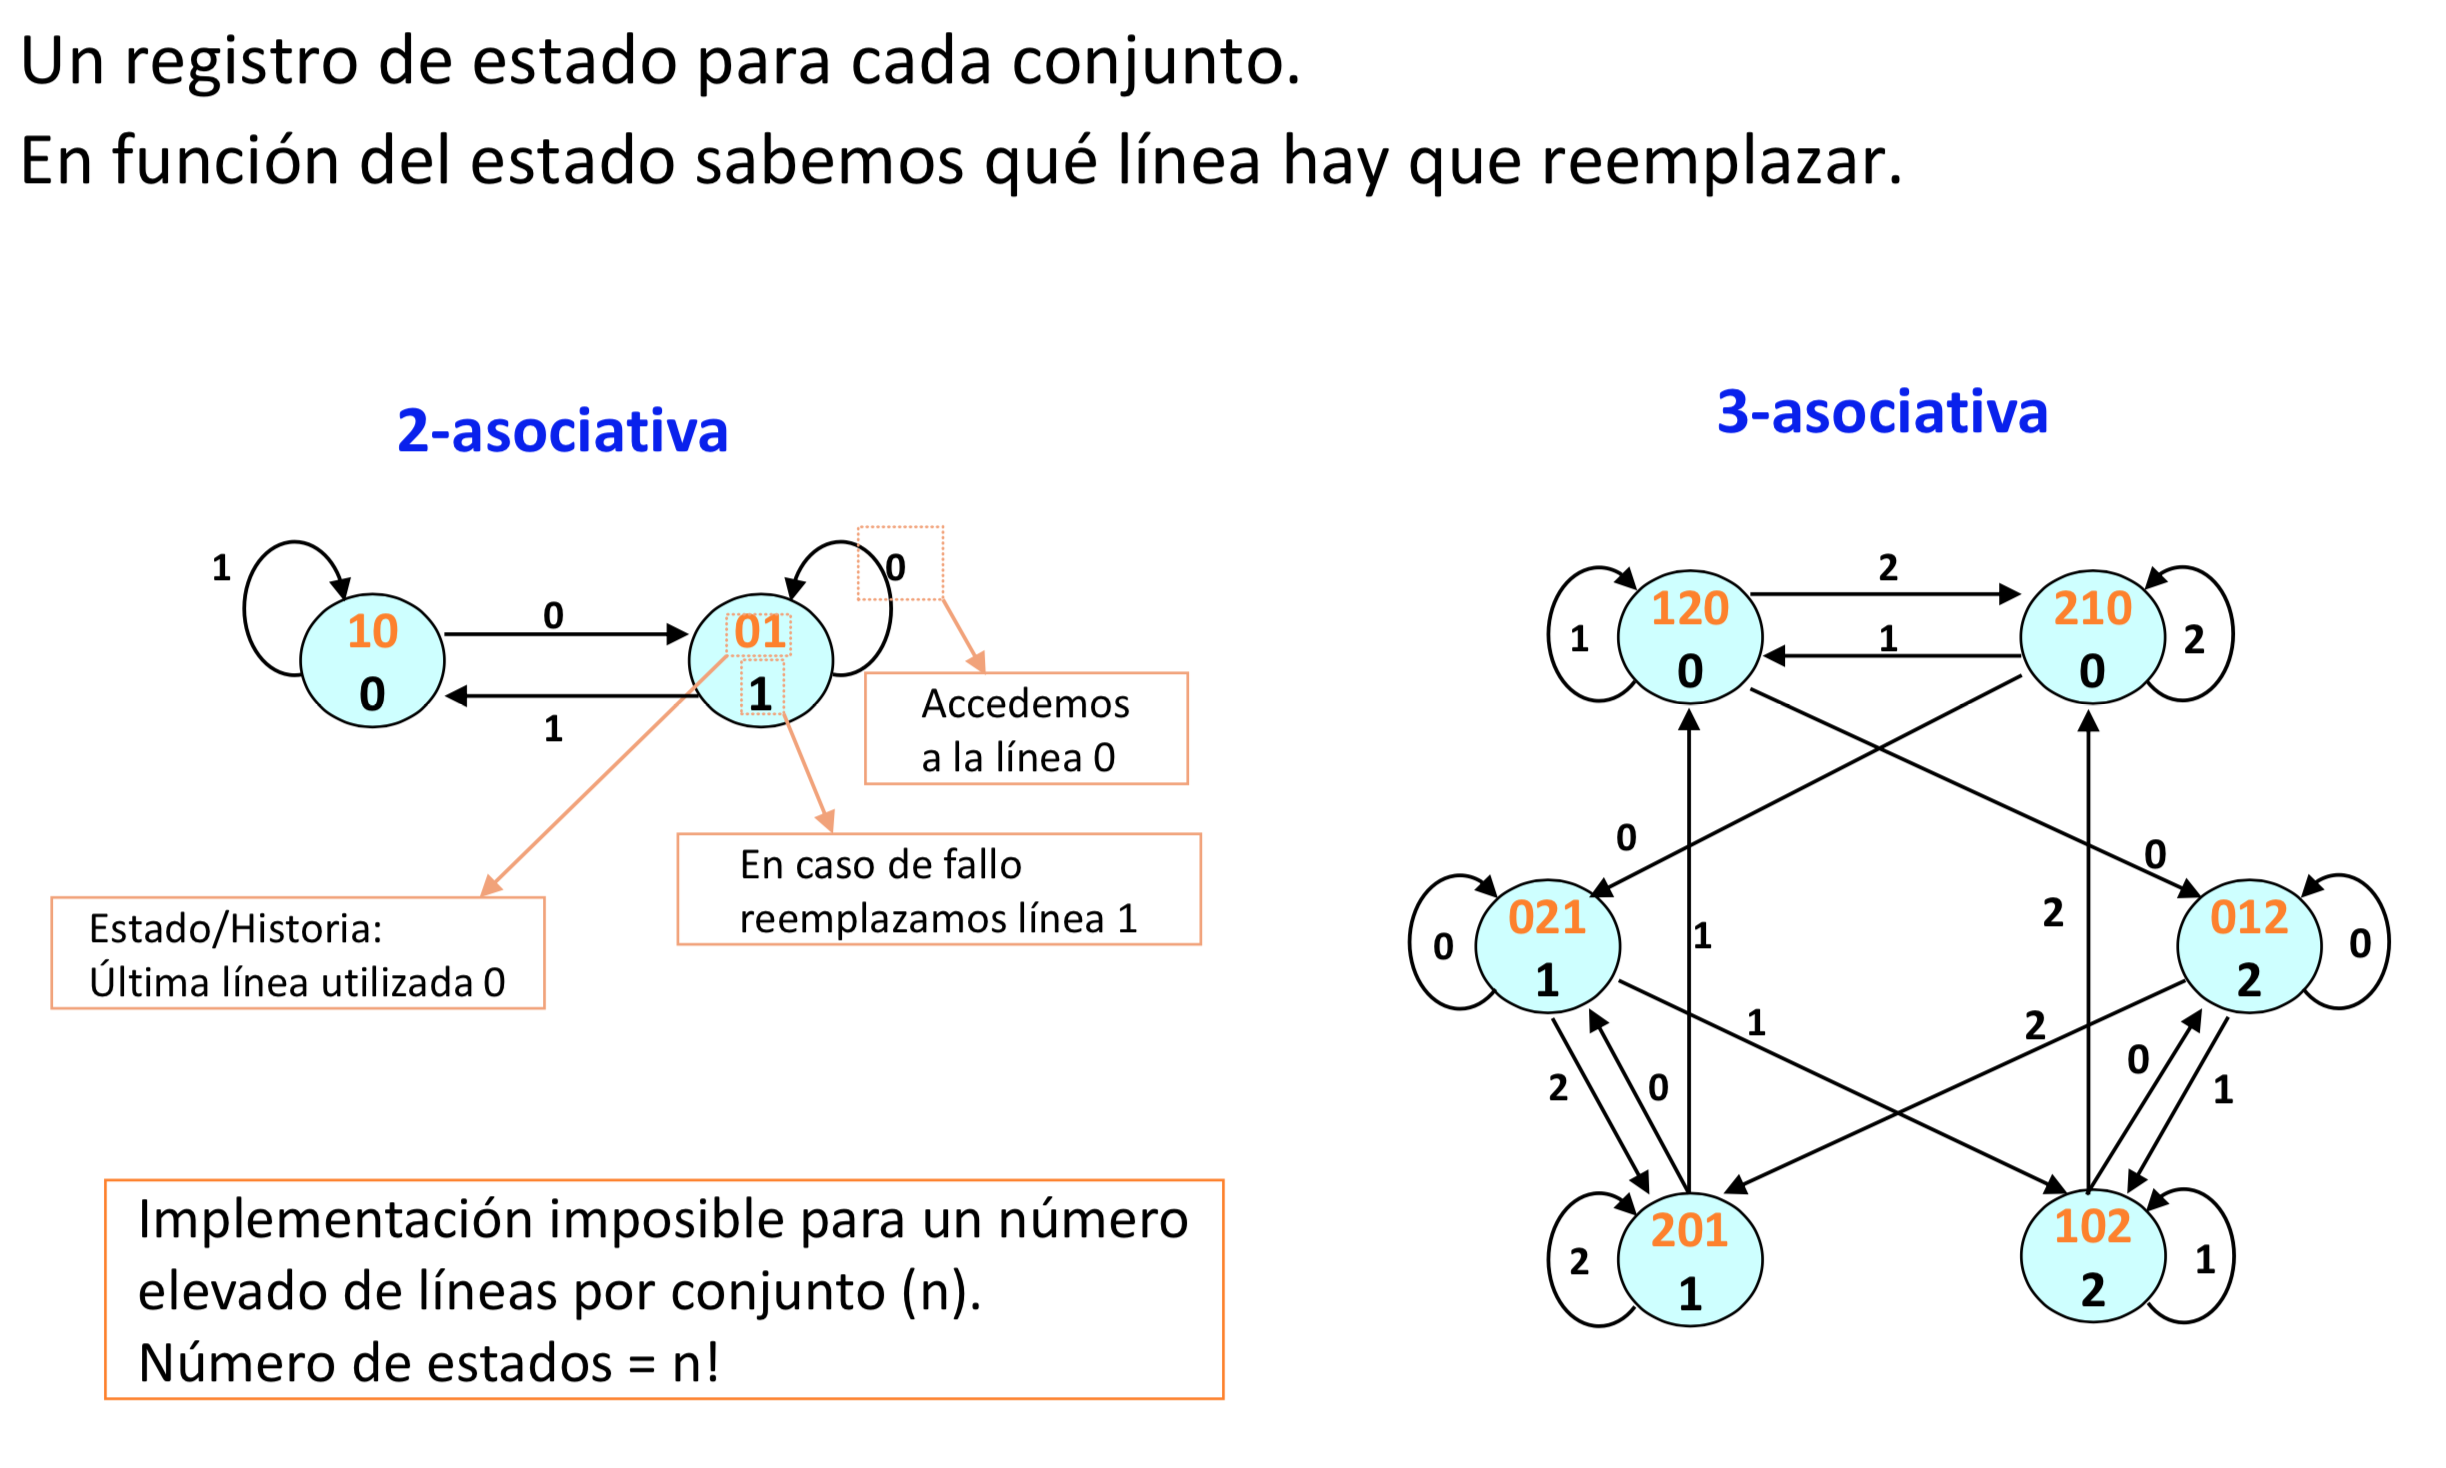 Un registro de estado para cada conjunto.
En función del estado sabemos qué línea hay que reemplazar.
2-asociativa
1
10
0
0
1
01
1
0
Accedemos
a la línea 0
En caso de fallo
reemplazamos línea 1
Estado/Historia:
Última línea utilizada 0
Implementación imposible para un número
elevado de líneas por conjunto (n).
Número de estados = n!
3-asociativa
1
120
0
2
1
210
0
2
0
0
0
021
1
1
2
012
2
0
1
2
2
0
0
1
2
201
1
102
2
1